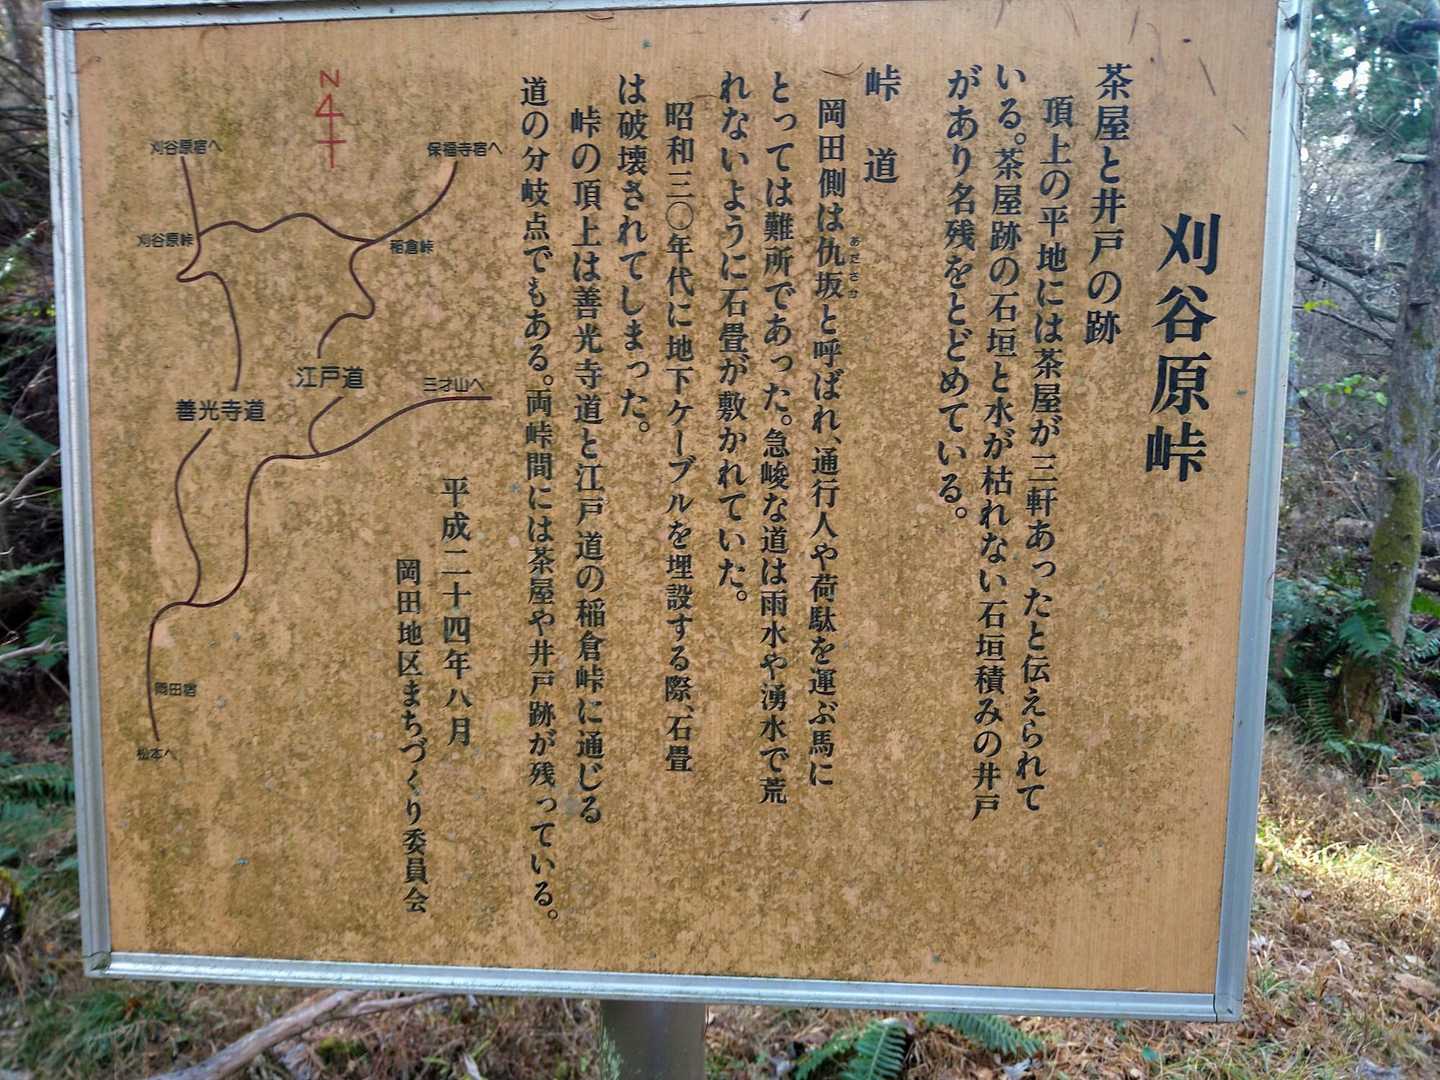 刈谷原峠
茶屋と井戸の跡
頂上の平地には茶屋が三軒あったと伝えられて
いる。茶屋跡の石垣と水が枯れない石垣積みの井戸
があり名残をとどめている。
峠道
岡田側は仇坂と呼ばれ、通行人や荷駄を運ぶ馬に
あださか
とっては難所であった。急峻な道は雨水や湧水で荒
れないように石畳が敷かれていた。
昭和三〇年代に地下ケーブルを埋設する際、石畳
は破壊されてしまった。
峠の頂上は善光寺道と江戸道の稲倉峠に通じる
道の分岐点でもある。両峠間には茶屋や井戸跡が残っている。
平成二十四年八月
岡田地区まちづくり委員会
N
刈谷原宿へ
保福寺宿へ
刈谷原峠
稲倉峠
江戸道
三才山へ
善光寺道
岡田宿
松本へ